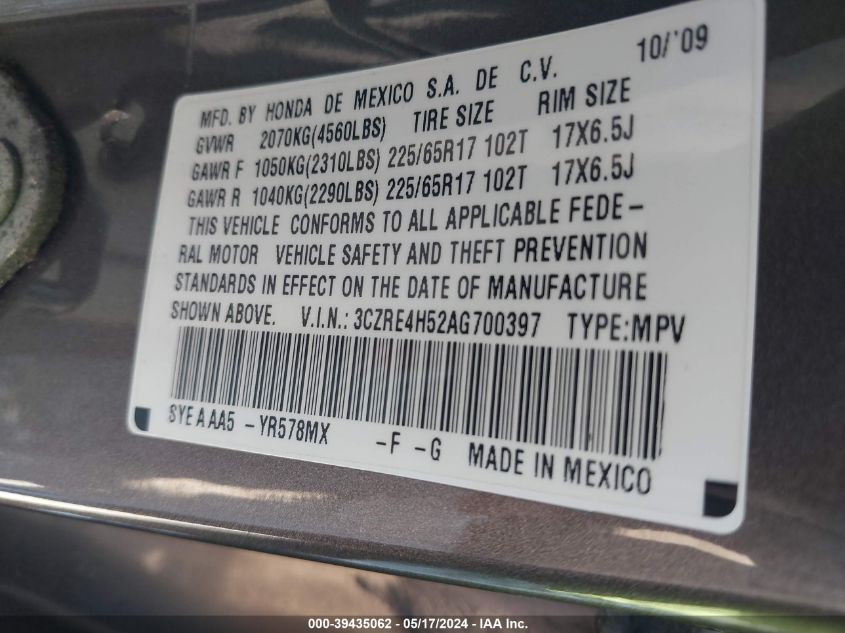 10/'09
MFD. BY HONDA DE MEXICO S.A. DE C.V.
GVWR 2070KG(4560LBS) TIRE SIZE RIM SIZE
GAWR F 1050KG(2310LBS) 225/65R17 102T 17X6.5J
GAWR R 1040KG(2290LBS) 225/65R17 102T 17X6.5J
THIS VEHICLE CONFORMS TO ALL APPLICABLE FEDE-
RAL MOTOR VEHICLE SAFETY AND THEFT PREVENTION
STANDARDS IN EFFECT ON THE DATE OF MANUFACTURE
SHOWN ABOVE. V.I.N.: 3CZRE4H52AG700397 TYPE:MPV
SYE A AA5 -YR578MX -F -G MADE IN MEXICO
000-39435062 - 05/17/2024 - IAA Inc.